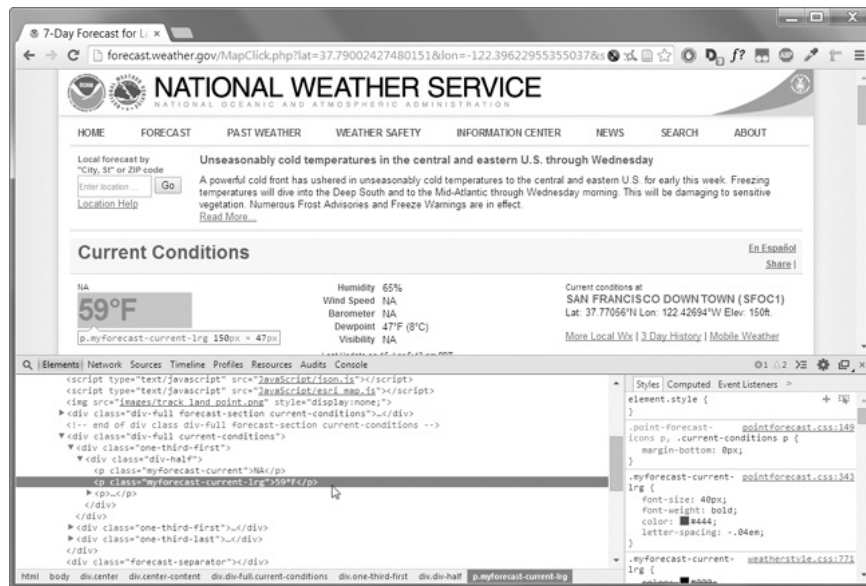 7-Day Forecast for La
forecast.weather.gov/MapClick.php?lat=37.79002427480151&lon=-122.39622955355037&s
NATIONAL WEATHER SERVICE
NATIONAL OCEANIC AND ATMOSPHERIC ADMINISTRATION
HOME FORECAST PAST WEATHER WEATHER SAFETY INFORMATION CENTER NEWS SEARCH ABOUT
Local forecast by
"City, St" or ZIP code
Enter location ... Go
Location Help
Unseasonably cold temperatures in the central and eastern U.S. through Wednesday
A powerful cold front has ushered in unseasonably cold temperatures to the central and eastern U.S. for early this week. Freezing
temperatures will dive into the Deep South and to the Mid-Atlantic through Wednesday morning. This will be damaging to sensitive
vegetation. Numerous Frost Advisories and Freeze Warnings are in effect.
Read More...
Current Conditions
En Español
Share |
NA
59°F
p.myforecast-current-lrg 150px × 47px
Humidity 65%
Wind Speed NA
Barometer NA
Dewpoint 47°F (8°C)
Visibility NA
Current conditions at
SAN FRANCISCO DOWNTOWN (SFOC1)
Lat: 37.77056°N Lon: 122.42694°W Elev: 150ft.
More Local Wx | 3 Day History | Mobile Weather
Elements Network Sources Timeline Profiles Resources Audits Console
1 2
<script type="text/javascript" src="JavaScript/json.js"></script>
<script type="text/javascript" src="JavaScript/esri_map.js"></script>
<img src="images/track_land_point.png" style="display:none;">
▶<div class="div-full forecast-section current-conditions">…</div>
<!-- end of div class div-full forecast-section current-conditions -->
▼<div class="div-full current-conditions">
▼<div class="one-third-first">
▼<div class="div-half">
<p class="myforecast-current">NA</p>
<p class="myforecast-current-lrg">59°F</p>
▶<p>…</p>
</div>
</div>
▶<div class="one-third-first">…</div>
▶<div class="one-third-last">…</div>
</div>
<div class="forecast-separator"></div>
html body div.center div.center-content div.div-full.current-conditions div.one-third-first div.div-half p.myforecast-current-lrg
Styles Computed Event Listeners »
element.style {
}
.point-forecast- pointforecast.css:149
icons p, .current-conditions p {
margin-bottom: 0px;
}
.myforecast-current- pointforecast.css:343
lrg {
font-size: 40px;
font-weight: bold;
color: #444;
letter-spacing: -.04em;
}
.myforecast-current- weatherstyle.css:771
lrg {